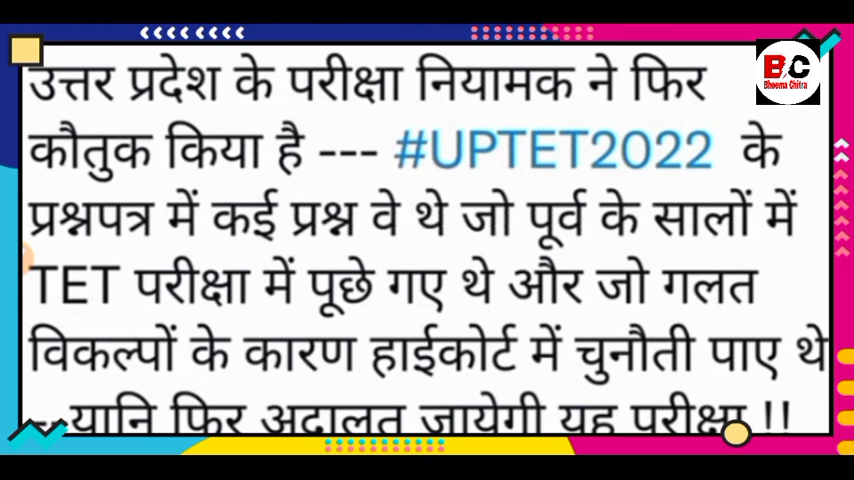 BC
Bheema Chitra
उत्तर प्रदेश के परीक्षा नियामक ने फिर
कौतुक किया है --- #UPTET2022 के
प्रश्नपत्र में कई प्रश्न वे थे जो पूर्व के सालों में
TET परीक्षा में पूछे गए थे और जो गलत
विकल्पों के कारण हाईकोर्ट में चुनौती पाए थे
--यानि फिर अदालत जायेगी यह परीक्षा !!